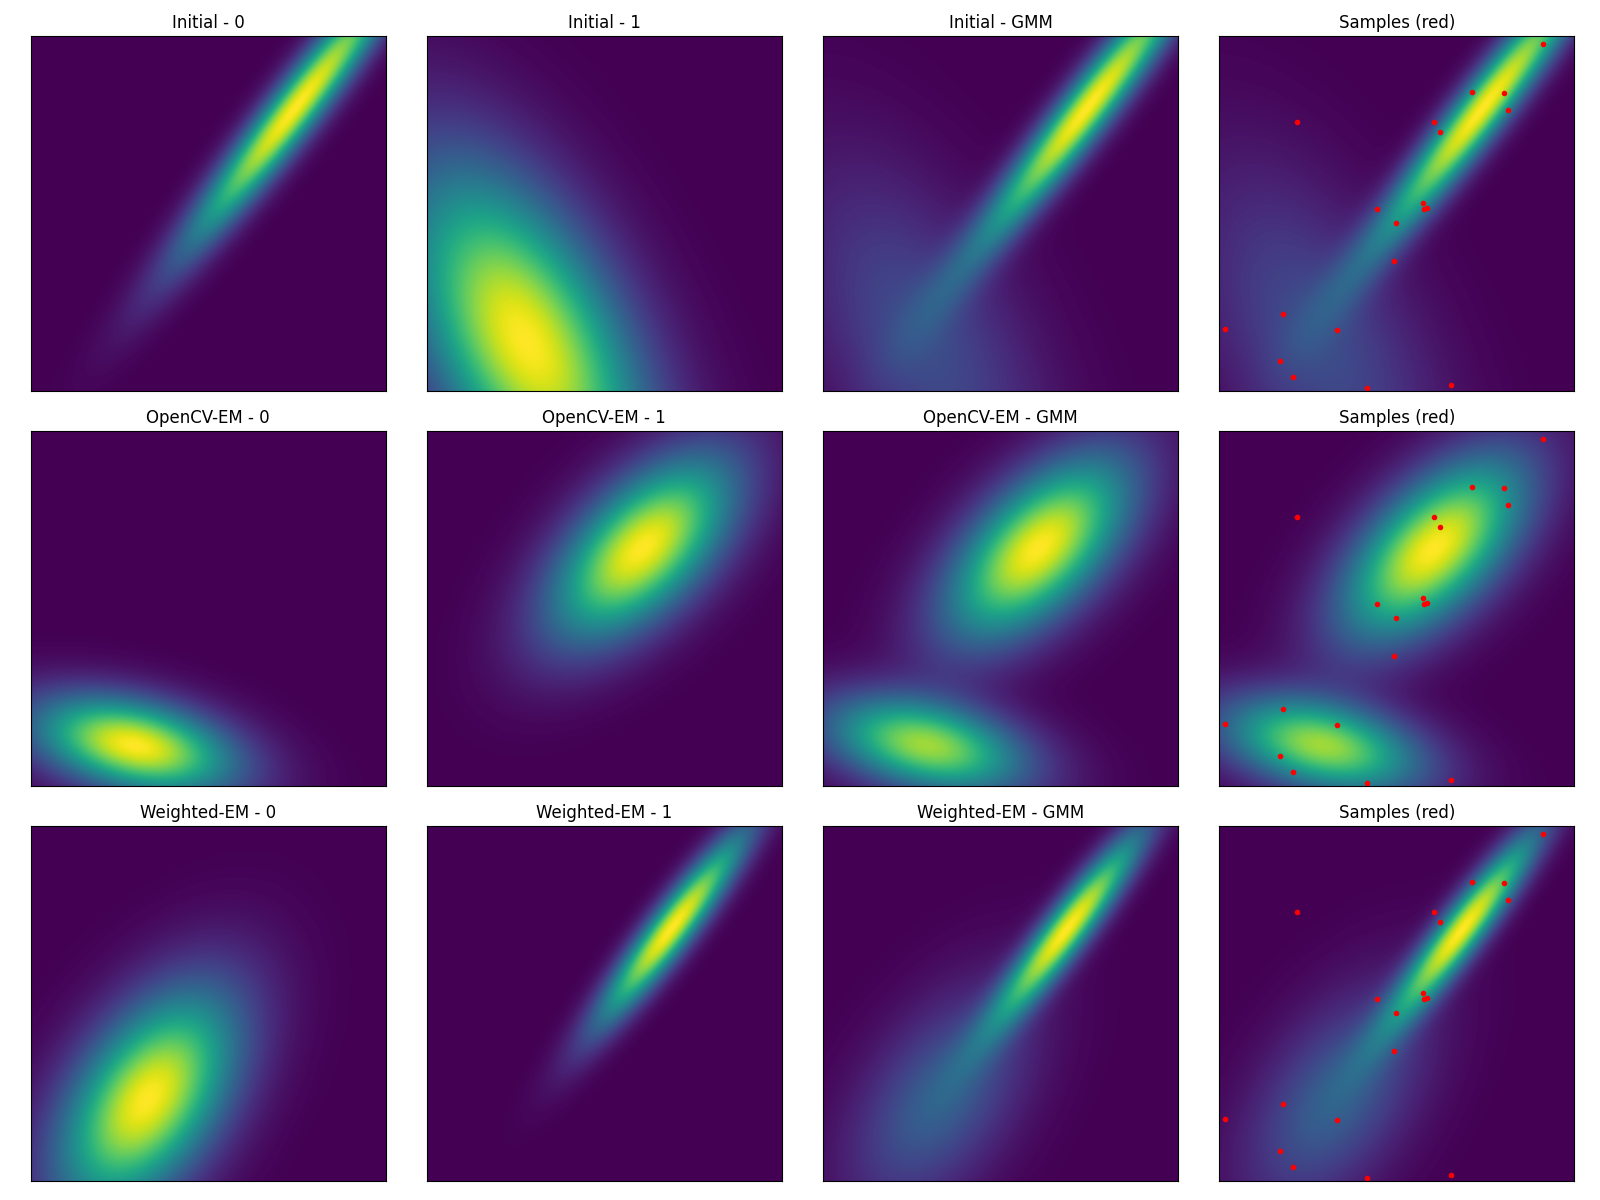 Initial - 0
Initial - 1
Initial - GMM
Samples (red)
OpenCV-EM - 0
OpenCV-EM - 1
OpenCV-EM - GMM
Samples (red)
Weighted-EM - 0
Weighted-EM - 1
Weighted-EM - GMM
Samples (red)